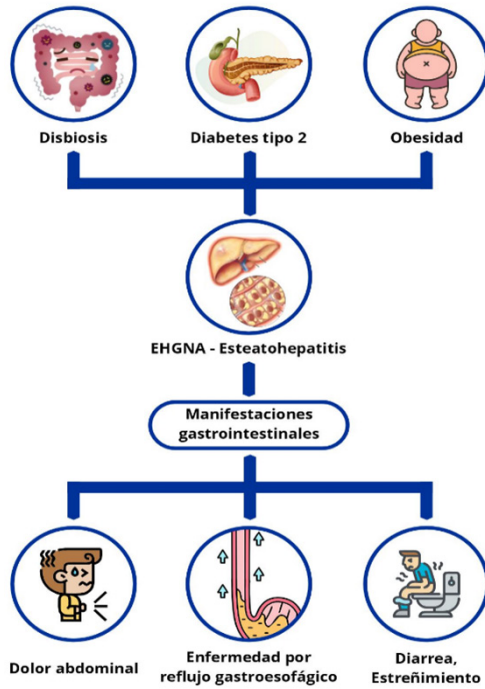 Disbiosis
Diabetes tipo 2
Obesidad
EHGNA - Esteatohepatitis
Manifestaciones
gastrointestinales
Dolor abdominal
Enfermedad por
reflujo gastroesofágico
Diarrea,
Estreñimiento